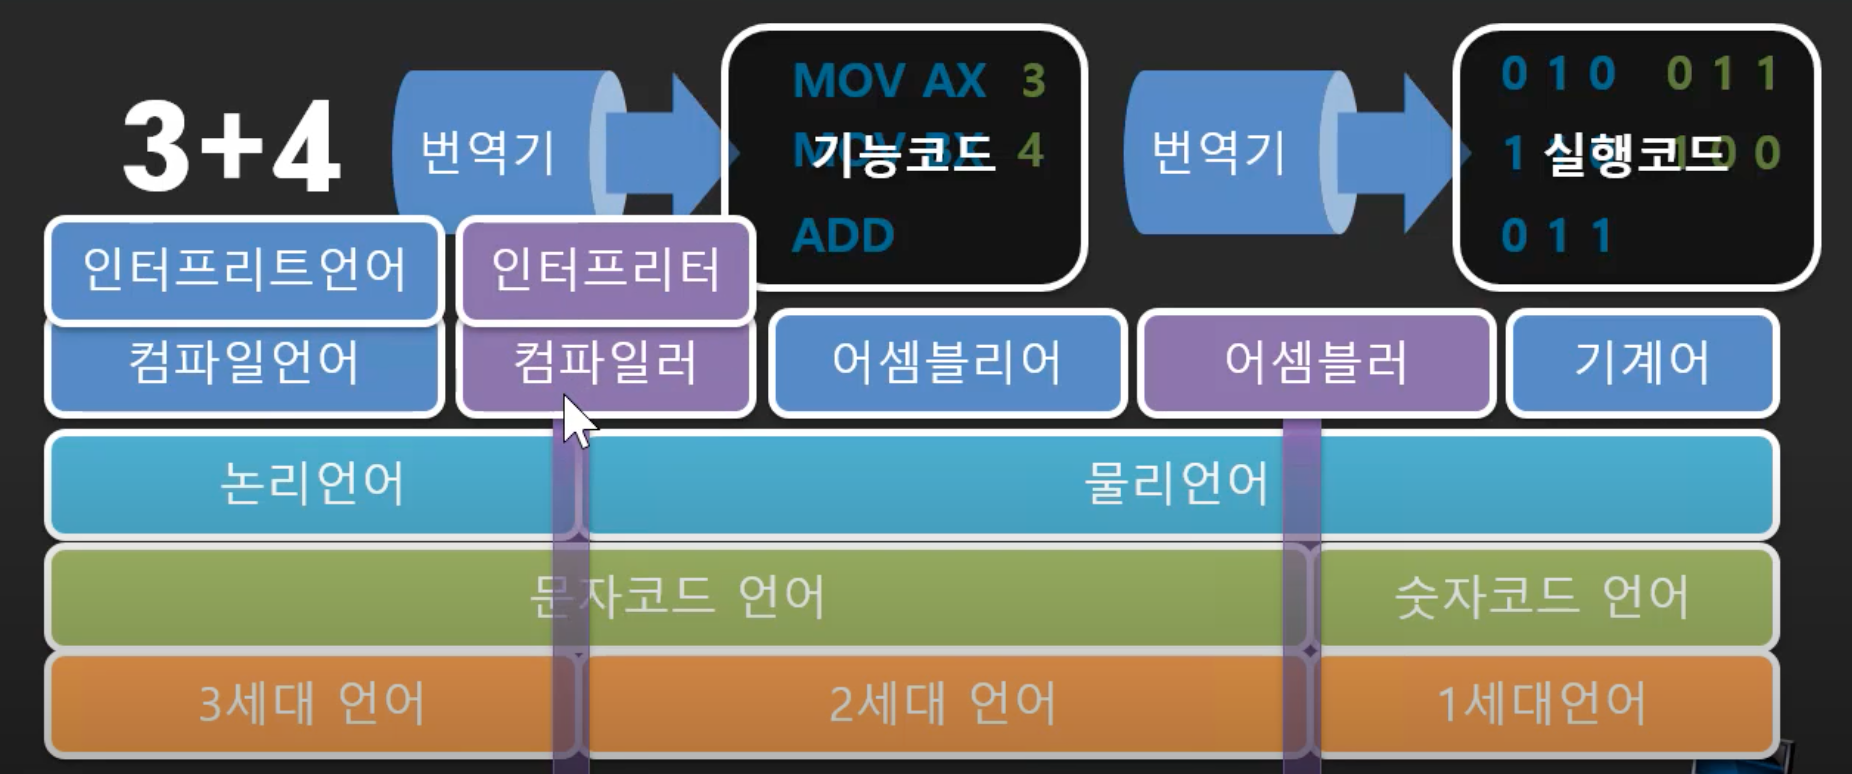 3+4
번역기
MOV AX 3
MOV BX 4
ADD
기능코드
번역기
0 1 0 0 1 1
1 0 0
0 1 1
실행코드
인터프리트언어
인터프리터
컴파일언어
컴파일러
어셈블리어
어셈블러
기계어
논리언어
물리언어
문자코드 언어
숫자코드 언어
3세대 언어
2세대 언어
1세대언어